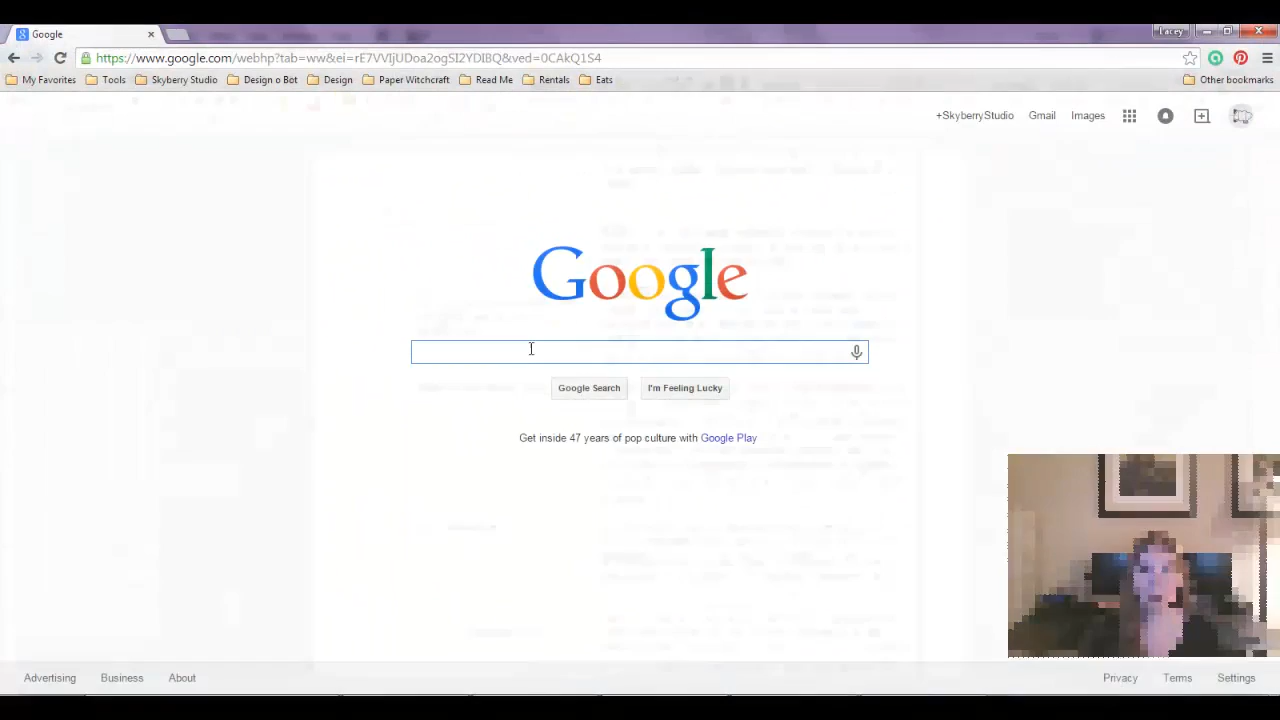 Google
Lacey
https://www.google.com/webhp?tab=ww&ei=rE7VVIjUDoa2ogSI2YDIBQ&ved=0CAkQ1S4
My Favorites Tools Skyberry Studio Design o Bot Design Paper Witchcraft Read Me Rentals Eats Other bookmarks
+SkyberryStudio Gmail Images
Google
Google Search I'm Feeling Lucky
Get inside 47 years of pop culture with Google Play
Advertising Business About Privacy Terms Settings